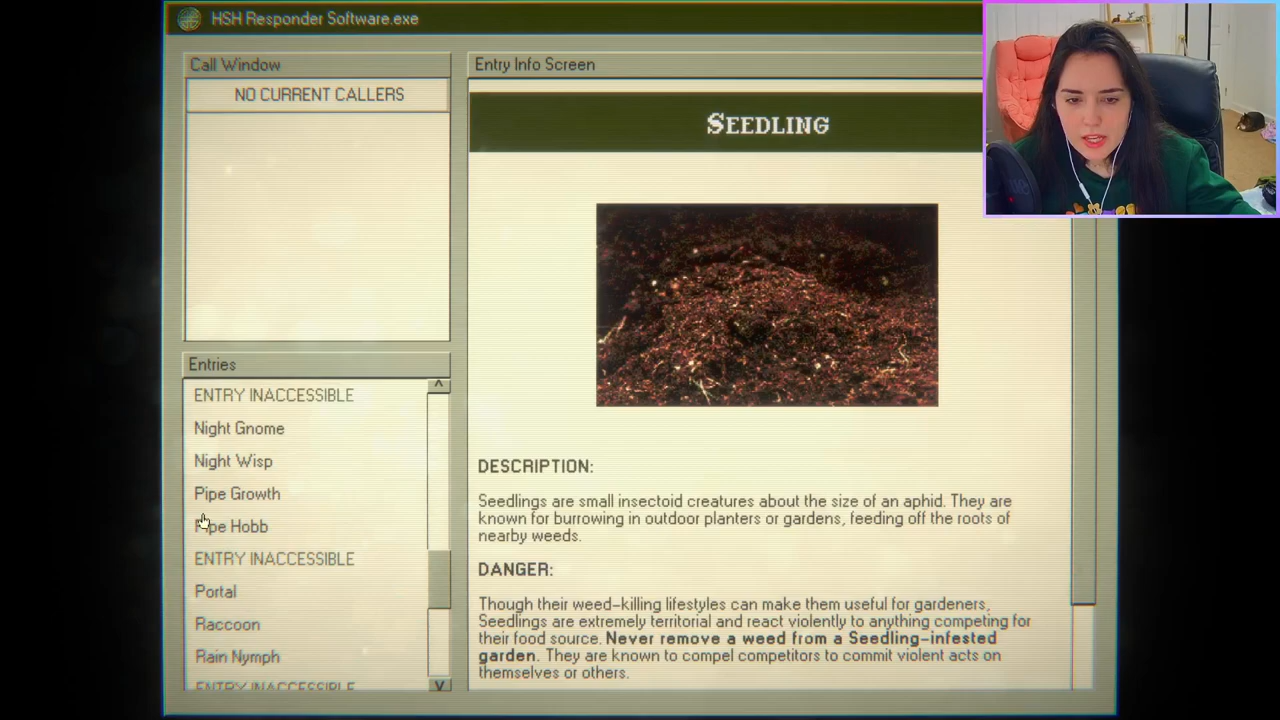 HSH Responder Software.exe
Call Window
NO CURRENT CALLERS
Entries
ENTRY INACCESSIBLE
Night Gnome
Night Wisp
Pipe Growth
Pipe Hobb
ENTRY INACCESSIBLE
Portal
Raccoon
Rain Nymph
ENTRY INACCESSIBLE
Entry Info Screen
SEEDLING
DESCRIPTION:
Seedlings are small insectoid creatures about the size of an aphid. They are
known for burrowing in outdoor planters or gardens, feeding off the roots of
nearby weeds.
DANGER:
Though their weed-killing lifestyles can make them useful for gardeners,
Seedlings are extremely territorial and react violently to anything competing for
their food source. Never remove a weed from a Seedling-infested
garden. They are known to compel competitors to commit violent acts on
themselves or others.